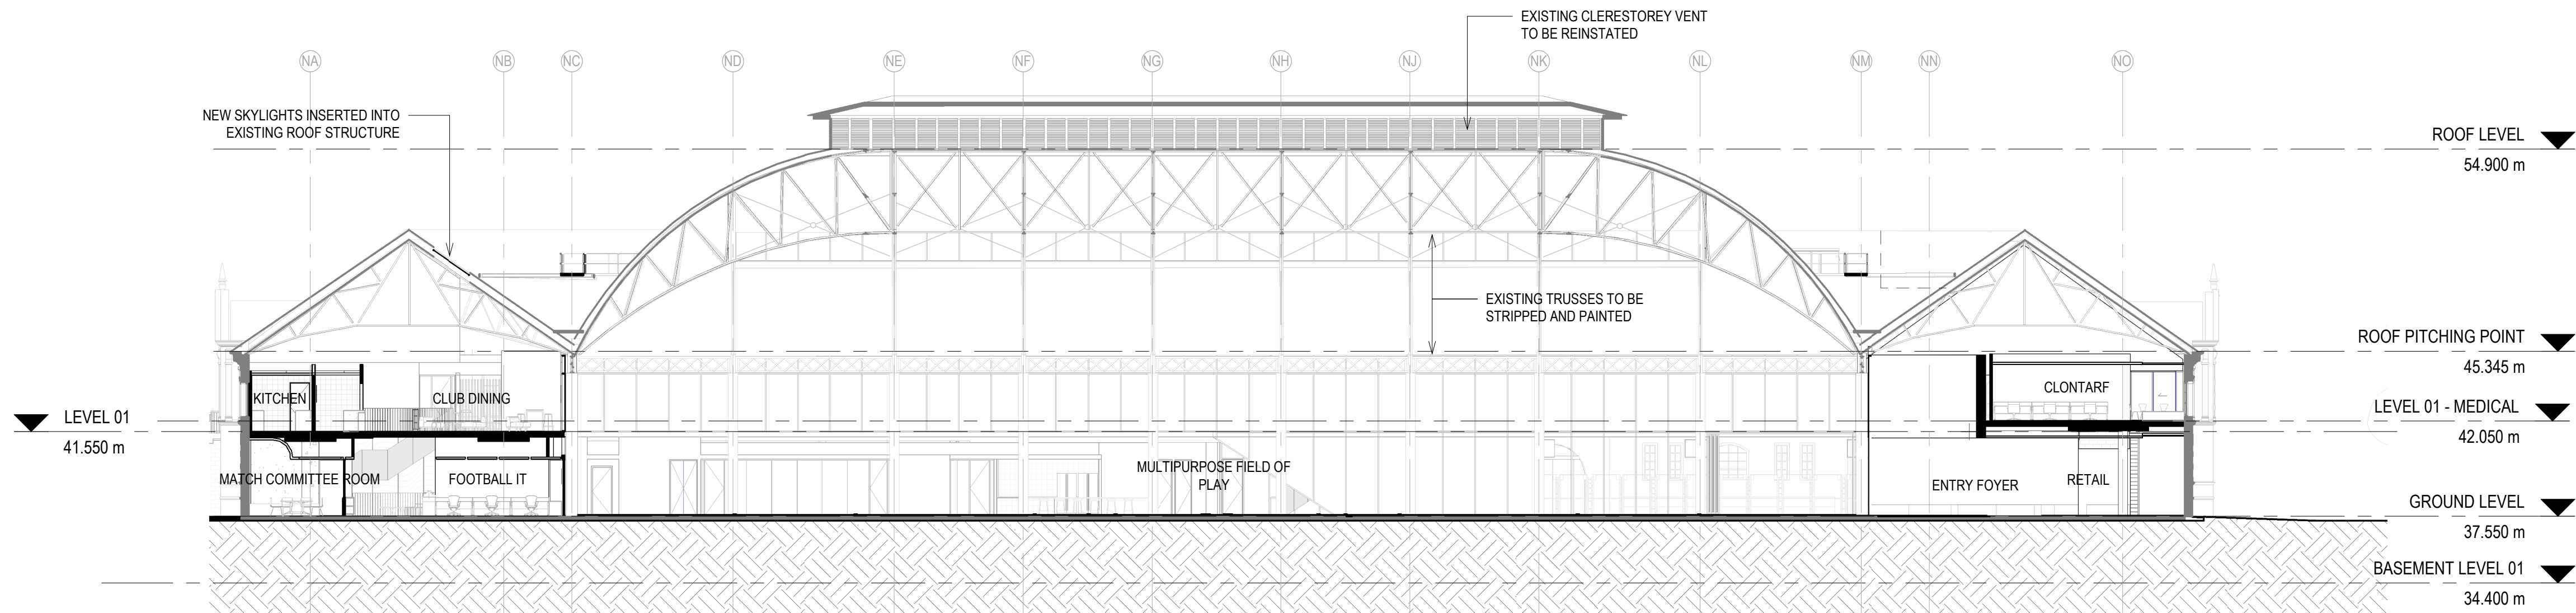 EXISTING CLERESTOREY VENT
TO BE REINSTATED
NA
NB
NC
ND
NE
NF
NG
NH
NJ
NK
NL
NM
NN
NO
NEW SKYLIGHTS INSERTED INTO
EXISTING ROOF STRUCTURE
ROOF LEVEL
54.900 m
EXISTING TRUSSES TO BE
STRIPPED AND PAINTED
ROOF PITCHING POINT
45.345 m
KITCHEN
CLUB DINING
CLONTARF
LEVEL 01
41.550 m
LEVEL 01 - MEDICAL
42.050 m
MATCH COMMITTEE ROOM
FOOTBALL IT
MULTIPURPOSE FIELD OF
PLAY
ENTRY FOYER
RETAIL
GROUND LEVEL
37.550 m
BASEMENT LEVEL 01
34.400 m